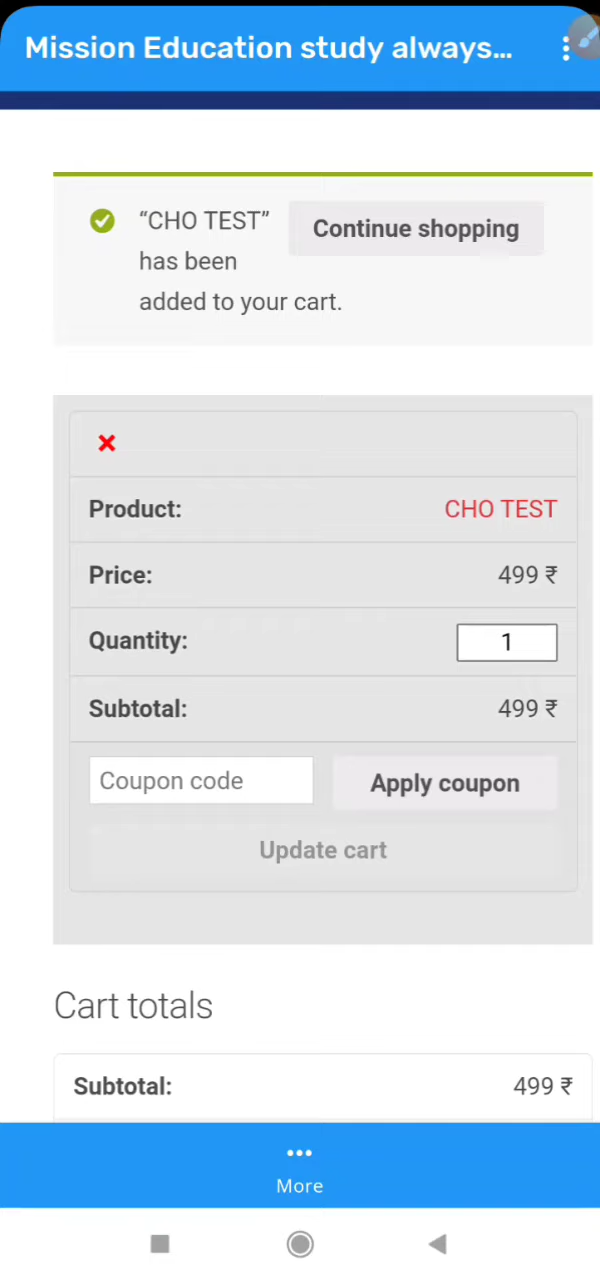 Mission Education study always...
“CHO TEST”
has been
added to your cart.
Continue shopping
×
Product: CHO TEST
Price: 499 ₹
Quantity: 1
Subtotal: 499 ₹
Coupon code Apply coupon
Update cart
Cart totals
Subtotal: 499 ₹
More